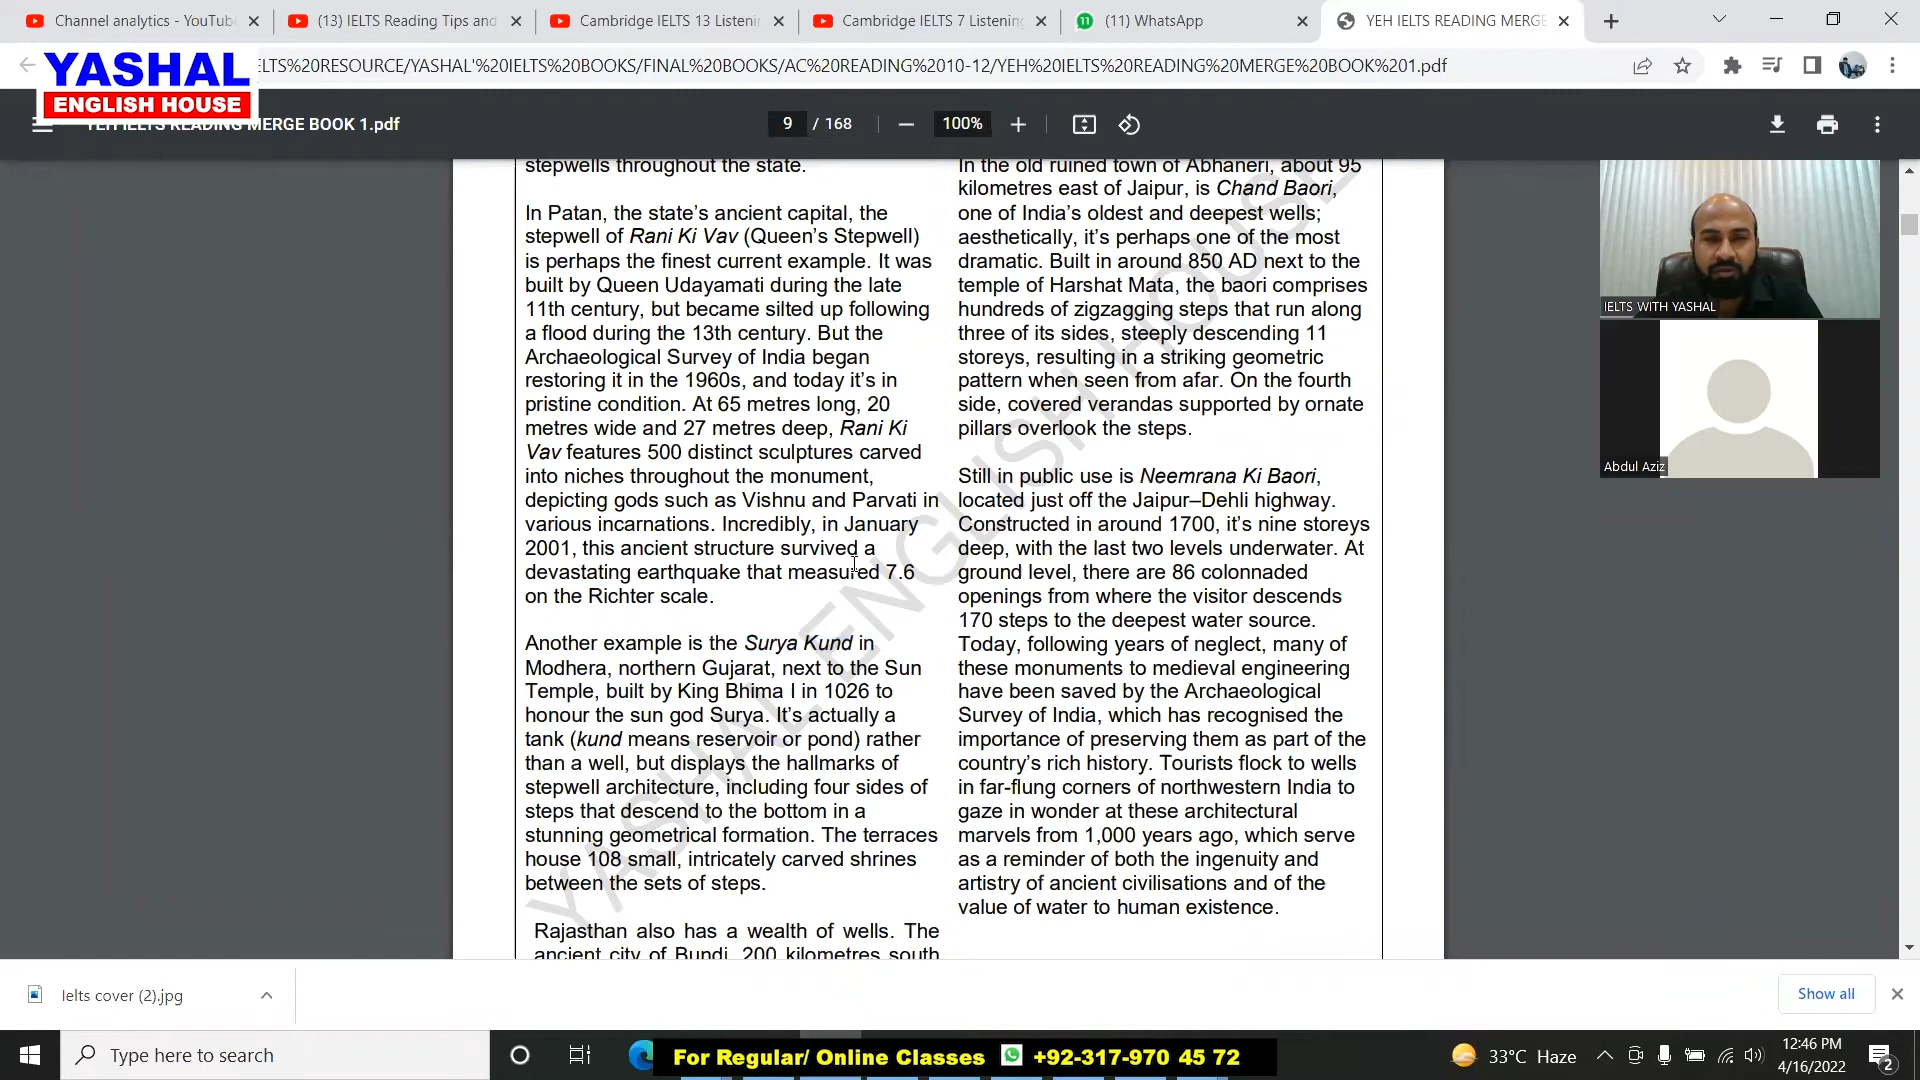 Channel analytics - YouTub
(13) IELTS Reading Tips and
Cambridge IELTS 13 Listenin
Cambridge IELTS 7 Listening
(11) WhatsApp
YEH IELTS READING MERGE
YASHAL
ENGLISH HOUSE
ELTS%20RESOURCE/YASHAL'%20IELTS%20BOOKS/FINAL%20BOOKS/AC%20READING%2010-12/YEH%20IELTS%20READING%20MERGE%20BOOK%201.pdf
YEH IELTS READING MERGE BOOK 1.pdf
9 / 168
100%
stepwells throughout the state.
In Patan, the state's ancient capital, the
stepwell of Rani Ki Vav (Queen's Stepwell)
is perhaps the finest current example. It was
built by Queen Udayamati during the late
11th century, but became silted up following
a flood during the 13th century. But the
Archaeological Survey of India began
restoring it in the 1960s, and today it's in
pristine condition. At 65 metres long, 20
metres wide and 27 metres deep, Rani Ki
Vav features 500 distinct sculptures carved
into niches throughout the monument,
depicting gods such as Vishnu and Parvati in
various incarnations. Incredibly, in January
2001, this ancient structure survived a
devastating earthquake that measured 7.6
on the Richter scale.
Another example is the Surya Kund in
Modhera, northern Gujarat, next to the Sun
Temple, built by King Bhima I in 1026 to
honour the sun god Surya. It's actually a
tank (kund means reservoir or pond) rather
than a well, but displays the hallmarks of
stepwell architecture, including four sides of
steps that descend to the bottom in a
stunning geometrical formation. The terraces
house 108 small, intricately carved shrines
between the sets of steps.
Rajasthan also has a wealth of wells. The
ancient city of Bundi, 200 kilometres south
In the old ruined town of Abhaneri, about 95
kilometres east of Jaipur, is Chand Baori,
one of India's oldest and deepest wells;
aesthetically, it's perhaps one of the most
dramatic. Built in around 850 AD next to the
temple of Harshat Mata, the baori comprises
hundreds of zigzagging steps that run along
three of its sides, steeply descending 11
storeys, resulting in a striking geometric
pattern when seen from afar. On the fourth
side, covered verandas supported by ornate
pillars overlook the steps.
Still in public use is Neemrana Ki Baori,
located just off the Jaipur–Dehli highway.
Constructed in around 1700, it's nine storeys
deep, with the last two levels underwater. At
ground level, there are 86 colonnaded
openings from where the visitor descends
170 steps to the deepest water source.
Today, following years of neglect, many of
these monuments to medieval engineering
have been saved by the Archaeological
Survey of India, which has recognised the
importance of preserving them as part of the
country's rich history. Tourists flock to wells
in far-flung corners of northwestern India to
gaze in wonder at these architectural
marvels from 1,000 years ago, which serve
as a reminder of both the ingenuity and
artistry of ancient civilisations and of the
value of water to human existence.
YASHAL ENGLISH HOUSE
IELTS WITH YASHAL
Abdul Aziz
Ielts cover (2).jpg
Show all
Type here to search
For Regular/ Online Classes +92-317-970 45 72
33°C Haze
12:46 PM
4/16/2022
2